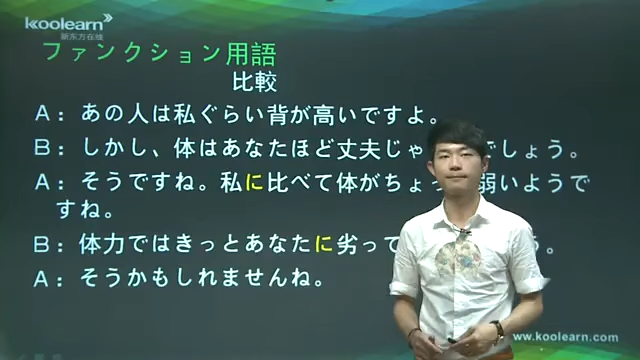 koolearn
新东方在线
ファンクション用語
比較
A：あの人は私ぐらい背が高いですよ。
B：しかし、体はあなたほど丈夫じゃ でしょう。
A：そうですね。私に比べて体がちょっ 弱いようで
すね。
B：体力ではきっとあなたに劣って う。
A：そうかもしれませんね。
www.koolearn.com